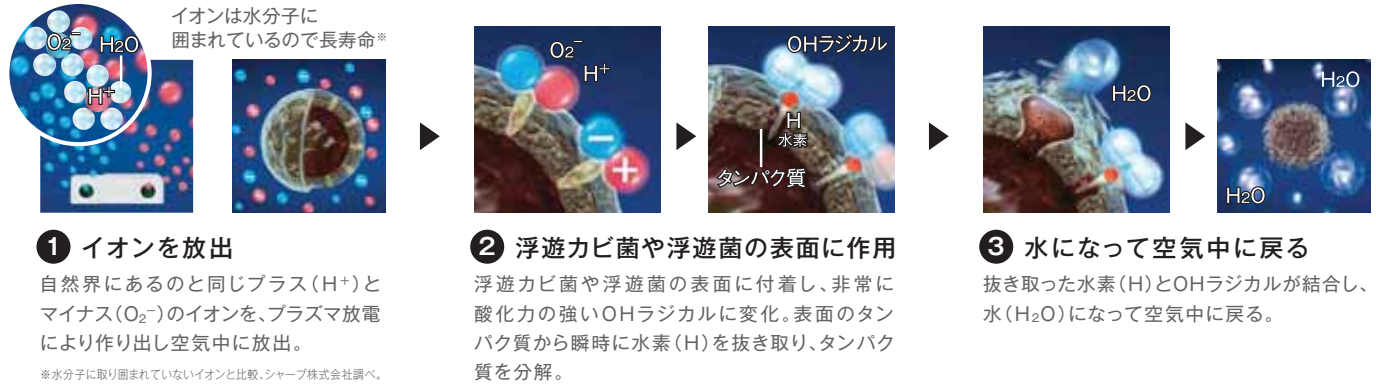 イオンは水分子に
囲まれているので長寿命※
O2⁻ H2O
H⁺
O2⁻
H⁺
OHラジカル
H
水素
タンパク質
H2O
H2O
H2O
❶ イオンを放出
自然界にあるのと同じプラス(H⁺)と
マイナス(O₂⁻)のイオンを、プラズマ放電
により作り出し空気中に放出。
※水分子に取り囲まれていないイオンと比較、シャープ株式会社調べ。
❷ 浮遊カビ菌や浮遊菌の表面に作用
浮遊カビ菌や浮遊菌の表面に付着し、非常に
酸化力の強いOHラジカルに変化。表面のタン
パク質から瞬時に水素(H)を抜き取り、タンパク
質を分解。
❸ 水になって空気中に戻る
抜き取った水素(H)とOHラジカルが結合し、
水(H₂O)になって空気中に戻る。